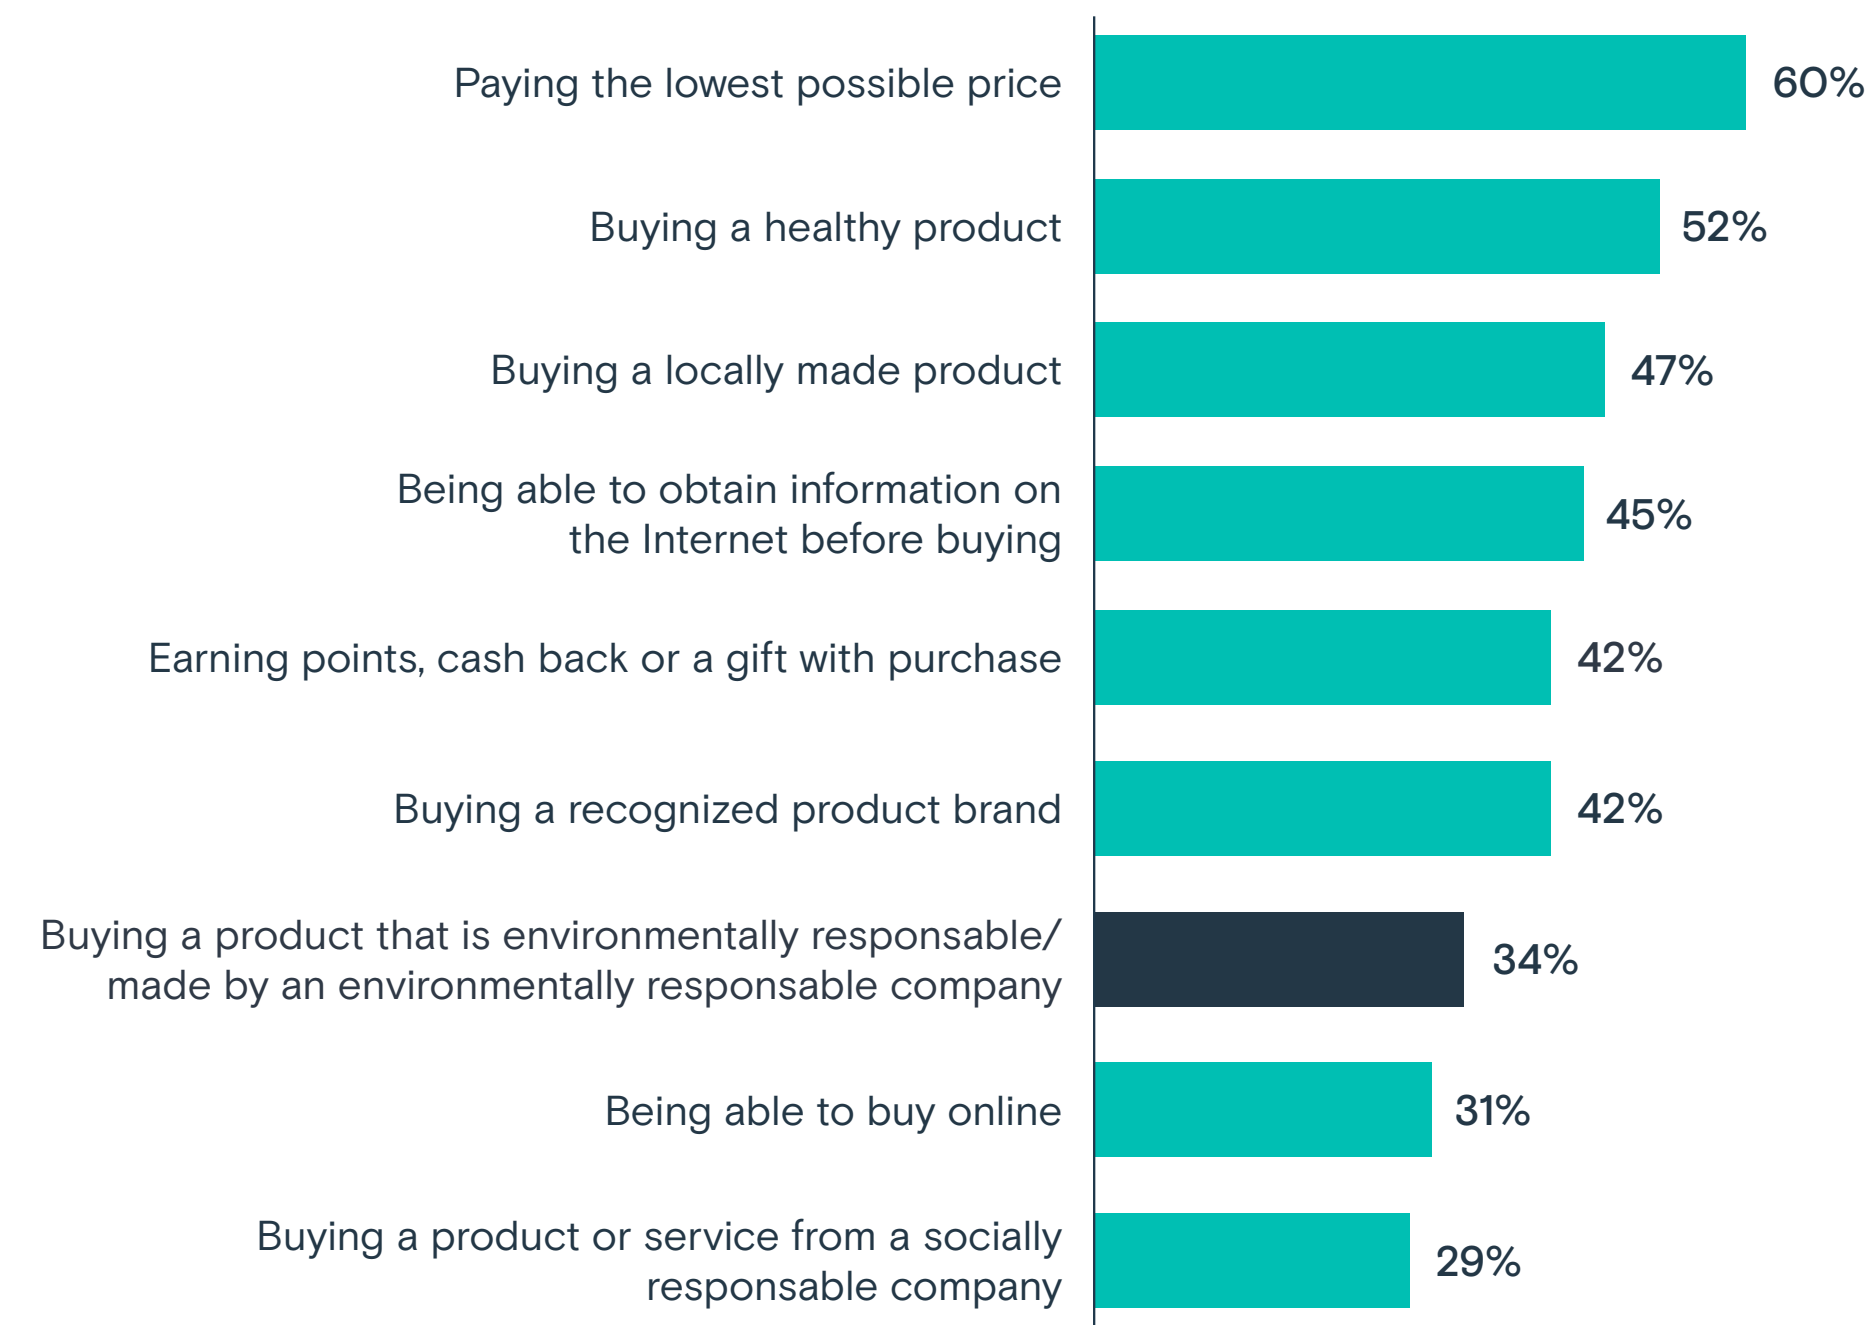 Paying the lowest possible price 60%
Buying a healthy product 52%
Buying a locally made product 47%
Being able to obtain information on
the Internet before buying 45%
Earning points, cash back or a gift with purchase 42%
Buying a recognized product brand 42%
Buying a product that is environmentally responsable/
made by an environmentally responsable company 34%
Being able to buy online 31%
Buying a product or service from a socially
responsable company 29%